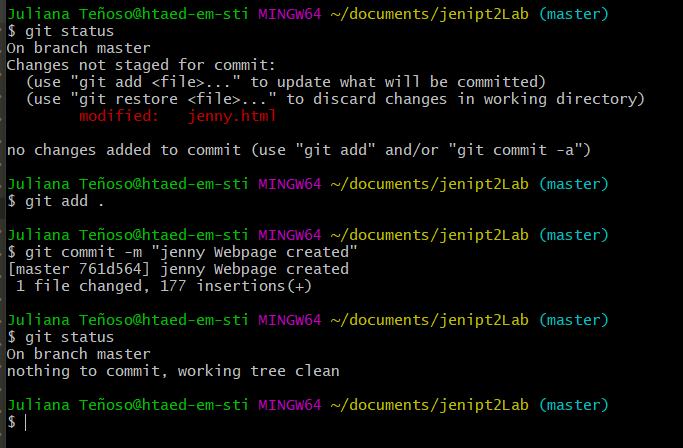 Juliana Teñoso@htaed-em-sti MINGW64 ~/documents/jenipt2Lab (master)
$ git status
On branch master
Changes not staged for commit:
  (use "git add <file>..." to update what will be committed)
  (use "git restore <file>..." to discard changes in working directory)
        modified:   jenny.html

no changes added to commit (use "git add" and/or "git commit -a")

Juliana Teñoso@htaed-em-sti MINGW64 ~/documents/jenipt2Lab (master)
$ git add .

Juliana Teñoso@htaed-em-sti MINGW64 ~/documents/jenipt2Lab (master)
$ git commit -m "jenny Webpage created"
[master 761d564] jenny Webpage created
 1 file changed, 177 insertions(+)

Juliana Teñoso@htaed-em-sti MINGW64 ~/documents/jenipt2Lab (master)
$ git status
On branch master
nothing to commit, working tree clean

Juliana Teñoso@htaed-em-sti MINGW64 ~/documents/jenipt2Lab (master)
$